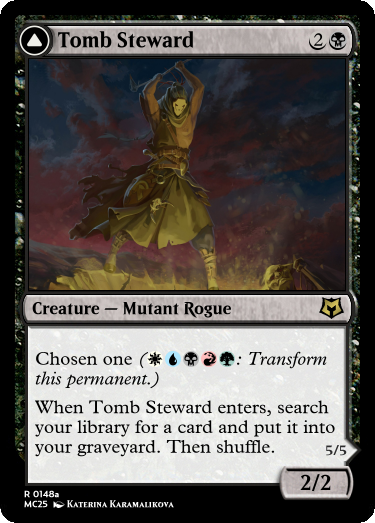 Tomb Steward 2
Creature — Mutant Rogue
Chosen one (: Transform
this permanent.)
When Tomb Steward enters, search
your library for a card and put it into
your graveyard. Then shuffle.
5/5
2/2
R 0148a
MC25 Katerina Karamalikova